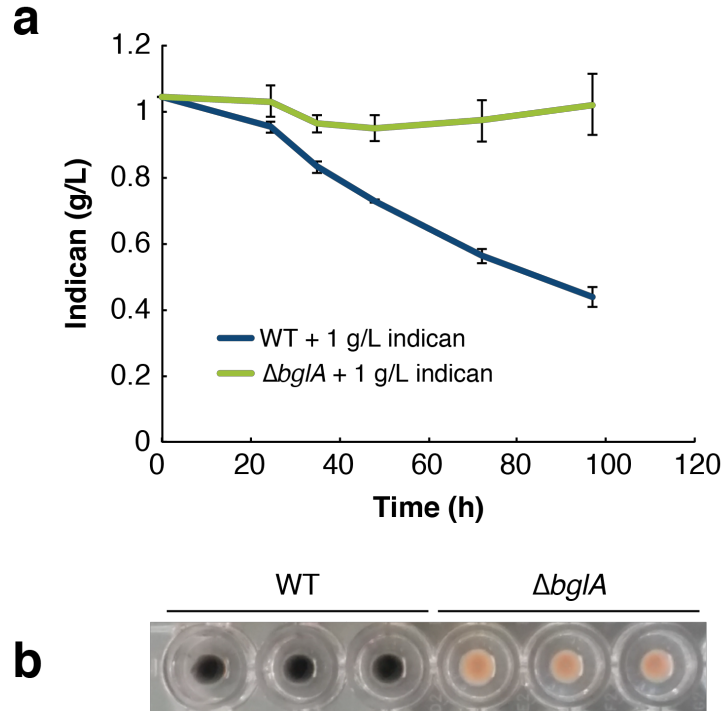 a
1.2
1
0.8
0.6
0.4
0.2
0
Indican (g/L)
WT + 1 g/L indican
ΔbglA + 1 g/L indican
0 20 40 60 80 100 120
Time (h)
WT ΔbglA
b